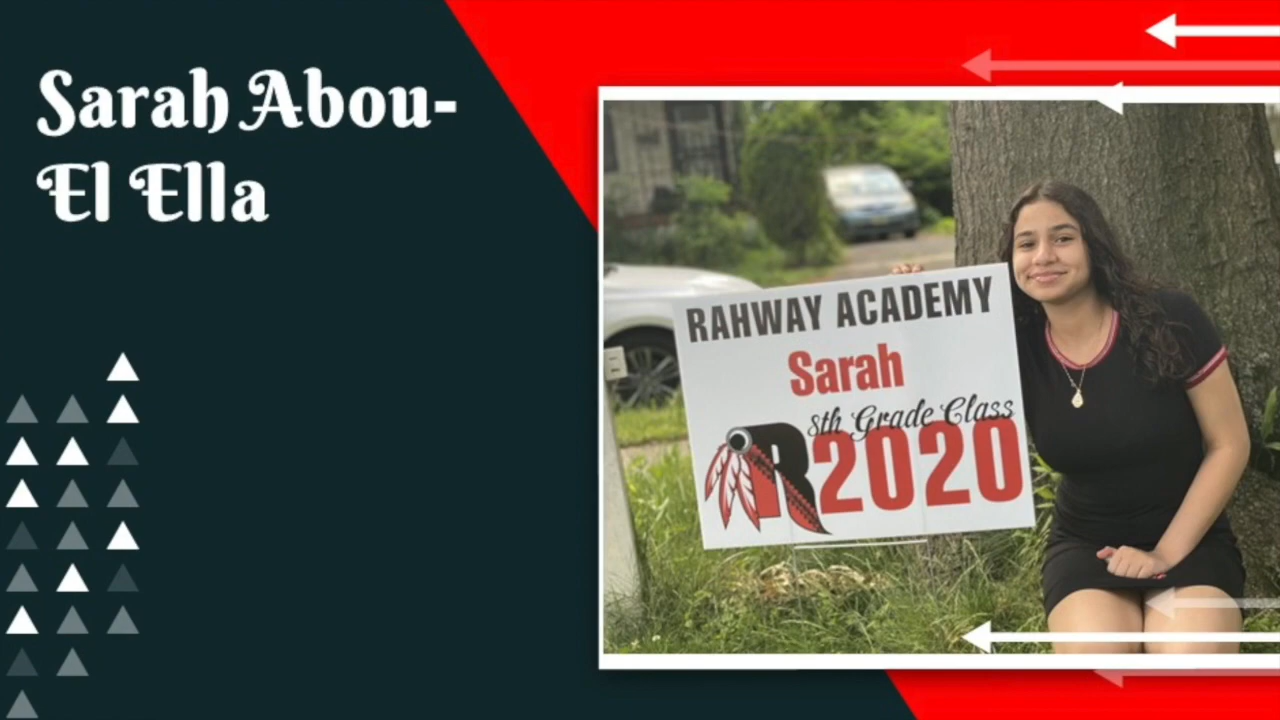 Sarah Abou-
El Ella
RAHWAY ACADEMY
Sarah
8th Grade Class
R 2020